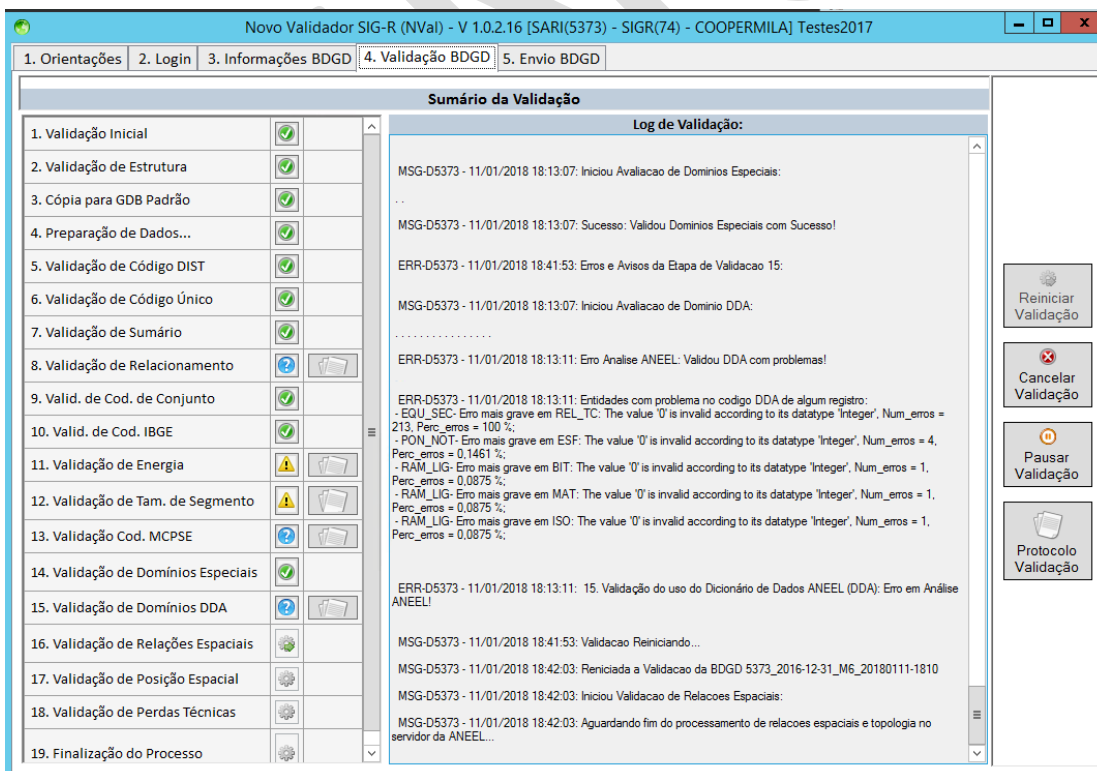 Novo Validador SIG-R (NVal) - V 1.0.2.16 [SARI(5373) - SIGR(74) - COOPERMILA] Testes2017
1. Orientações
2. Login
3. Informações BDGD
4. Validação BDGD
5. Envio BDGD
Sumário da Validação
1. Validação Inicial
2. Validação de Estrutura
3. Cópia para GDB Padrão
4. Preparação de Dados...
5. Validação de Código DIST
6. Validação de Código Único
7. Validação de Sumário
8. Validação de Relacionamento
9. Valid. de Cod. de Conjunto
10. Valid. de Cod. IBGE
11. Validação de Energia
12. Validação de Tam. de Segmento
13. Validação Cod. MCPSE
14. Validação de Domínios Especiais
15. Validação de Domínios DDA
16. Validação de Relações Espaciais
17. Validação de Posição Espacial
18. Validação de Perdas Técnicas
19. Finalização do Processo
Log de Validação:
MSG-D5373 - 11/01/2018 18:13:07: Iniciou Avaliacao de Dominios Especiais:
. .
MSG-D5373 - 11/01/2018 18:13:07: Sucesso: Validou Dominios Especiais com Sucesso!
ERR-D5373 - 11/01/2018 18:41:53: Erros e Avisos da Etapa de Validacao 15:
MSG-D5373 - 11/01/2018 18:13:07: Iniciou Avaliacao de Dominio DDA:
. . . . . . . . . . . . . . . .
ERR-D5373 - 11/01/2018 18:13:11: Erro Analise ANEEL: Validou DDA com problemas!
ERR-D5373 - 11/01/2018 18:13:11: Entidades com problema no codigo DDA de algum registro:
- EQU_SEC- Erro mais grave em REL_TC: The value '0' is invalid according to its datatype 'Integer', Num_erros =
213, Perc_erros = 100 %;
- PON_NOT- Erro mais grave em ESF: The value '0' is invalid according to its datatype 'Integer', Num_erros = 4,
Perc_erros = 0,1461 %;
- RAM_LIG- Erro mais grave em BIT: The value '0' is invalid according to its datatype 'Integer', Num_erros = 1,
Perc_erros = 0,0875 %;
- RAM_LIG- Erro mais grave em MAT: The value '0' is invalid according to its datatype 'Integer', Num_erros = 1,
Perc_erros = 0,0875 %;
- RAM_LIG- Erro mais grave em ISO: The value '0' is invalid according to its datatype 'Integer', Num_erros = 1,
Perc_erros = 0,0875 %;
ERR-D5373 - 11/01/2018 18:13:11: 15. Validação do uso do Dicionário de Dados ANEEL (DDA): Erro em Análise
ANEEL!
MSG-D5373 - 11/01/2018 18:41:53: Validacao Reiniciando...
MSG-D5373 - 11/01/2018 18:42:03: Reniciada a Validacao da BDGD 5373_2016-12-31_M6_20180111-1810
MSG-D5373 - 11/01/2018 18:42:03: Iniciou Validacao de Relacoes Espaciais:
MSG-D5373 - 11/01/2018 18:42:03: Aguardando fim do processamento de relacoes espaciais e topologia no
servidor da ANEEL...
Reiniciar
Validação
Cancelar
Validação
Pausar
Validação
Protocolo
Validação